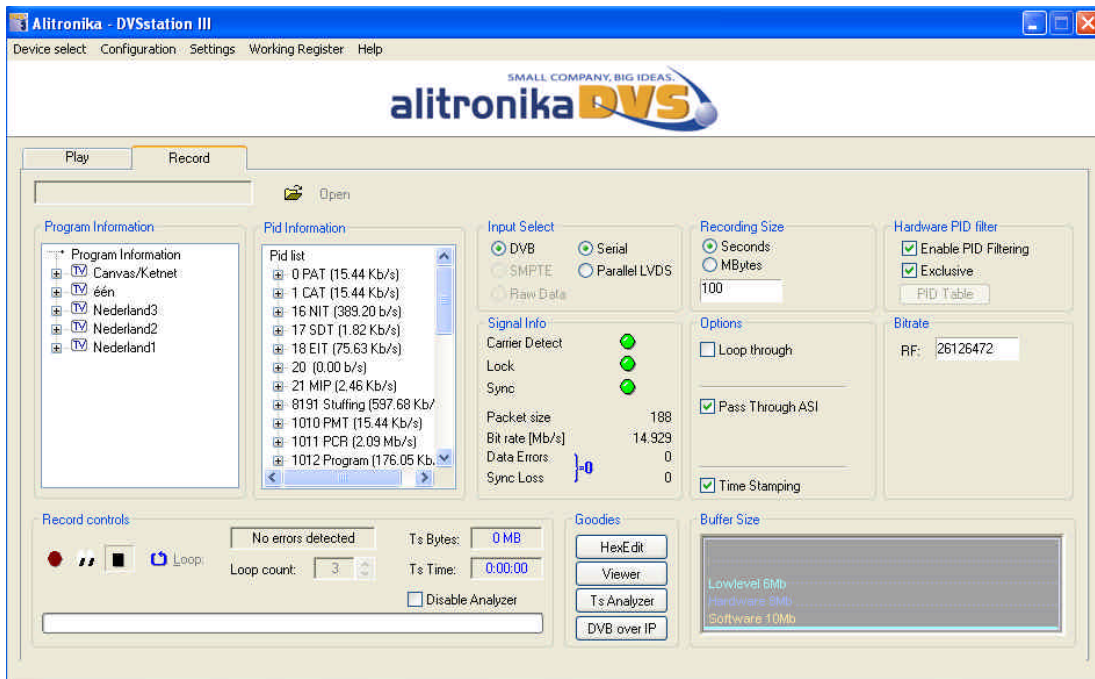 Alitronika - DVSstation III
Device select Configuration Settings Working Register Help
SMALL COMPANY, BIG IDEAS.
alitronika DVS
Play Record
Open
Program Information
Program Information
TV Canvas/Ketnet
TV één
TV Nederland3
TV Nederland2
TV Nederland1
Pid Information
Pid list
0 PAT (15.44 Kb/s)
1 CAT (15.44 Kb/s)
16 NIT (389.20 b/s)
17 SDT (1.82 Kb/s)
18 EIT (75.63 Kb/s)
20 (0.00 b/s)
21 MIP (2.46 Kb/s)
8191 Stuffing (597.68 Kb/
1010 PMT (15.44 Kb/s)
1011 PCR (2.09 Mb/s)
1012 Program (176.05 Kb.
Input Select
DVB Serial
SMPTE Parallel LVDS
Raw Data
Signal Info
Carrier Detect
Lock
Sync
Packet size 188
Bit rate [Mb/s] 14.929
Data Errors 0
}=0
Sync Loss 0
Recording Size
Seconds
MBytes
100
Options
Loop through
Pass Through ASI
Time Stamping
Hardware PID filter
Enable PID Filtering
Exclusive
PID Table
Bitrate
RF: 26126472
Record controls
Loop:
No errors detected
Loop count: 3
Ts Bytes: 0 MB
Ts Time: 0:00:00
Disable Analyzer
Goodies
HexEdit
Viewer
Ts Analyzer
DVB over IP
Buffer Size
Lowlevel 6Mb
Hardware 8Mb
Software 10Mb